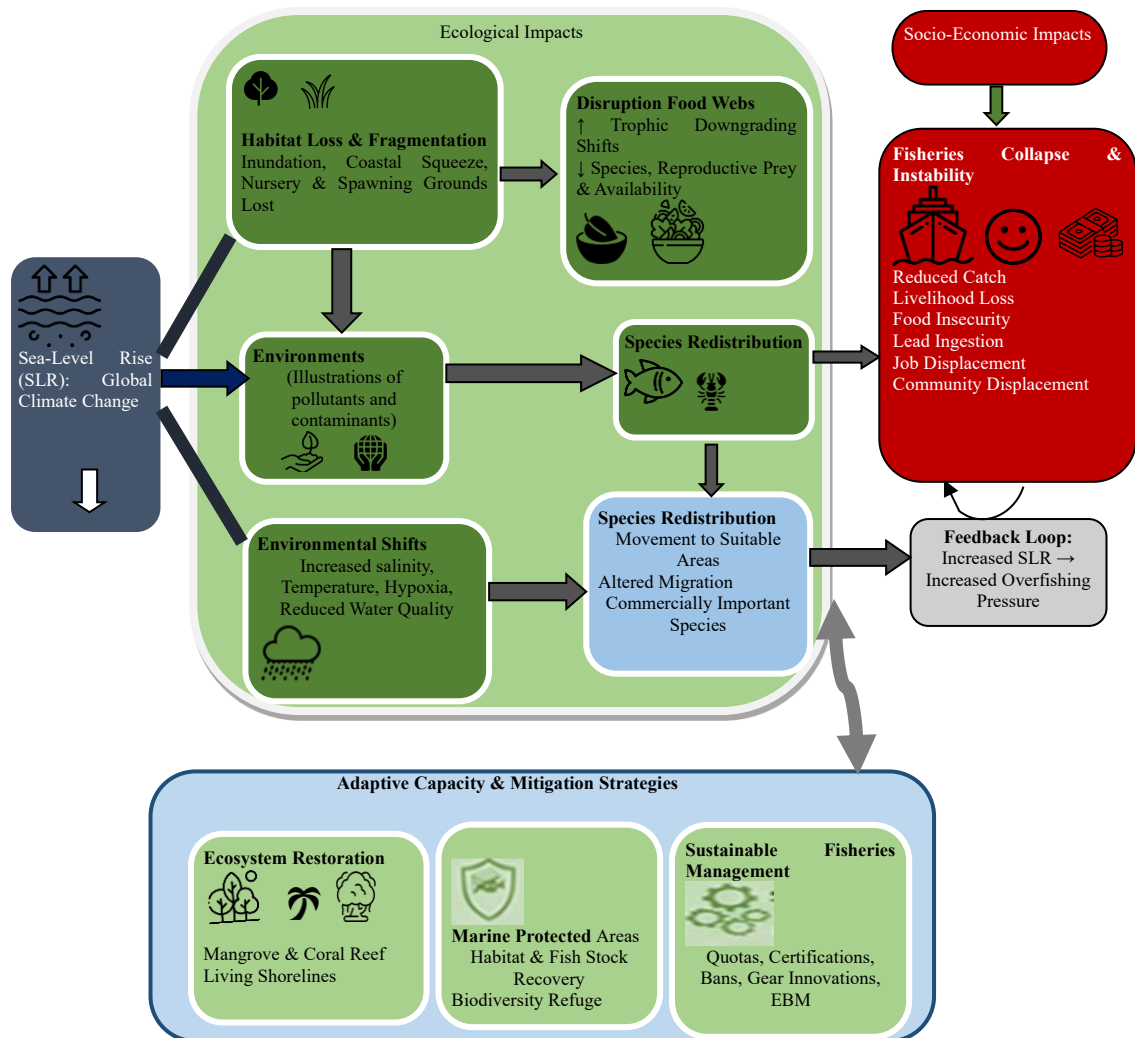 Ecological Impacts
Socio-Economic Impacts
Habitat Loss & Fragmentation
Inundation, Coastal Squeeze,
Nursery & Spawning Grounds
Lost
Disruption Food Webs
↑ Trophic Downgrading
Shifts
↓ Species, Reproductive Prey
& Availability
Fisheries Collapse &
Instability
Reduced Catch
Livelihood Loss
Food Insecurity
Lead Ingestion
Job Displacement
Community Displacement
Sea-Level Rise
(SLR): Global
Climate Change
Environments
(Illustrations of
pollutants and
contaminants)
Species Redistribution
Environmental Shifts
Increased salinity,
Temperature, Hypoxia,
Reduced Water Quality
Species Redistribution
Movement to Suitable
Areas
Altered Migration
Commercially Important
Species
Feedback Loop:
Increased SLR →
Increased Overfishing
Pressure
Adaptive Capacity & Mitigation Strategies
Ecosystem Restoration
Mangrove & Coral Reef
Living Shorelines
Marine Protected Areas
Habitat & Fish Stock
Recovery
Biodiversity Refuge
Sustainable Fisheries
Management
Quotas, Certifications,
Bans, Gear Innovations,
EBM